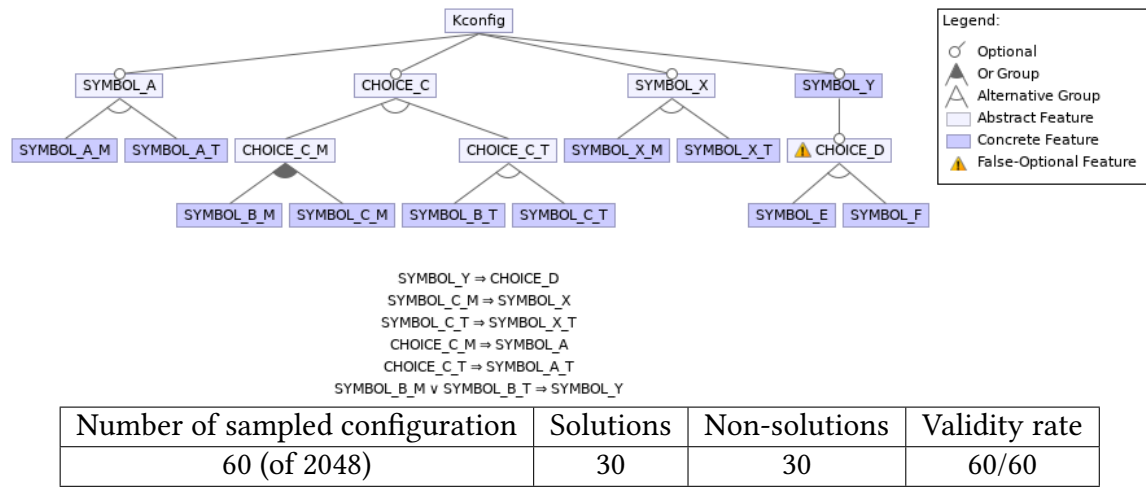 Kconfig
Legend:
Optional
Or Group
Alternative Group
Abstract Feature
Concrete Feature
False-Optional Feature
SYMBOL_A CHOICE_C SYMBOL_X SYMBOL_Y
SYMBOL_A_M SYMBOL_A_T CHOICE_C_M CHOICE_C_T SYMBOL_X_M SYMBOL_X_T CHOICE_D
SYMBOL_B_M SYMBOL_C_M SYMBOL_B_T SYMBOL_C_T SYMBOL_E SYMBOL_F
SYMBOL_Y ⇒ CHOICE_D
SYMBOL_C_M ⇒ SYMBOL_X
SYMBOL_C_T ⇒ SYMBOL_X_T
CHOICE_C_M ⇒ SYMBOL_A
CHOICE_C_T ⇒ SYMBOL_A_T
SYMBOL_B_M ∨ SYMBOL_B_T ⇒ SYMBOL_Y
Number of sampled configuration Solutions Non-solutions Validity rate
60 (of 2048) 30 30 60/60